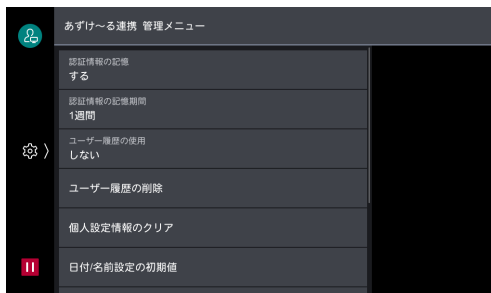 あずけ～る連携 管理メニュー
認証情報の記憶
する
認証情報の記憶期間
1週間
ユーザー履歴の使用
しない
ユーザー履歴の削除
個人設定情報のクリア
日付/名前設定の初期値